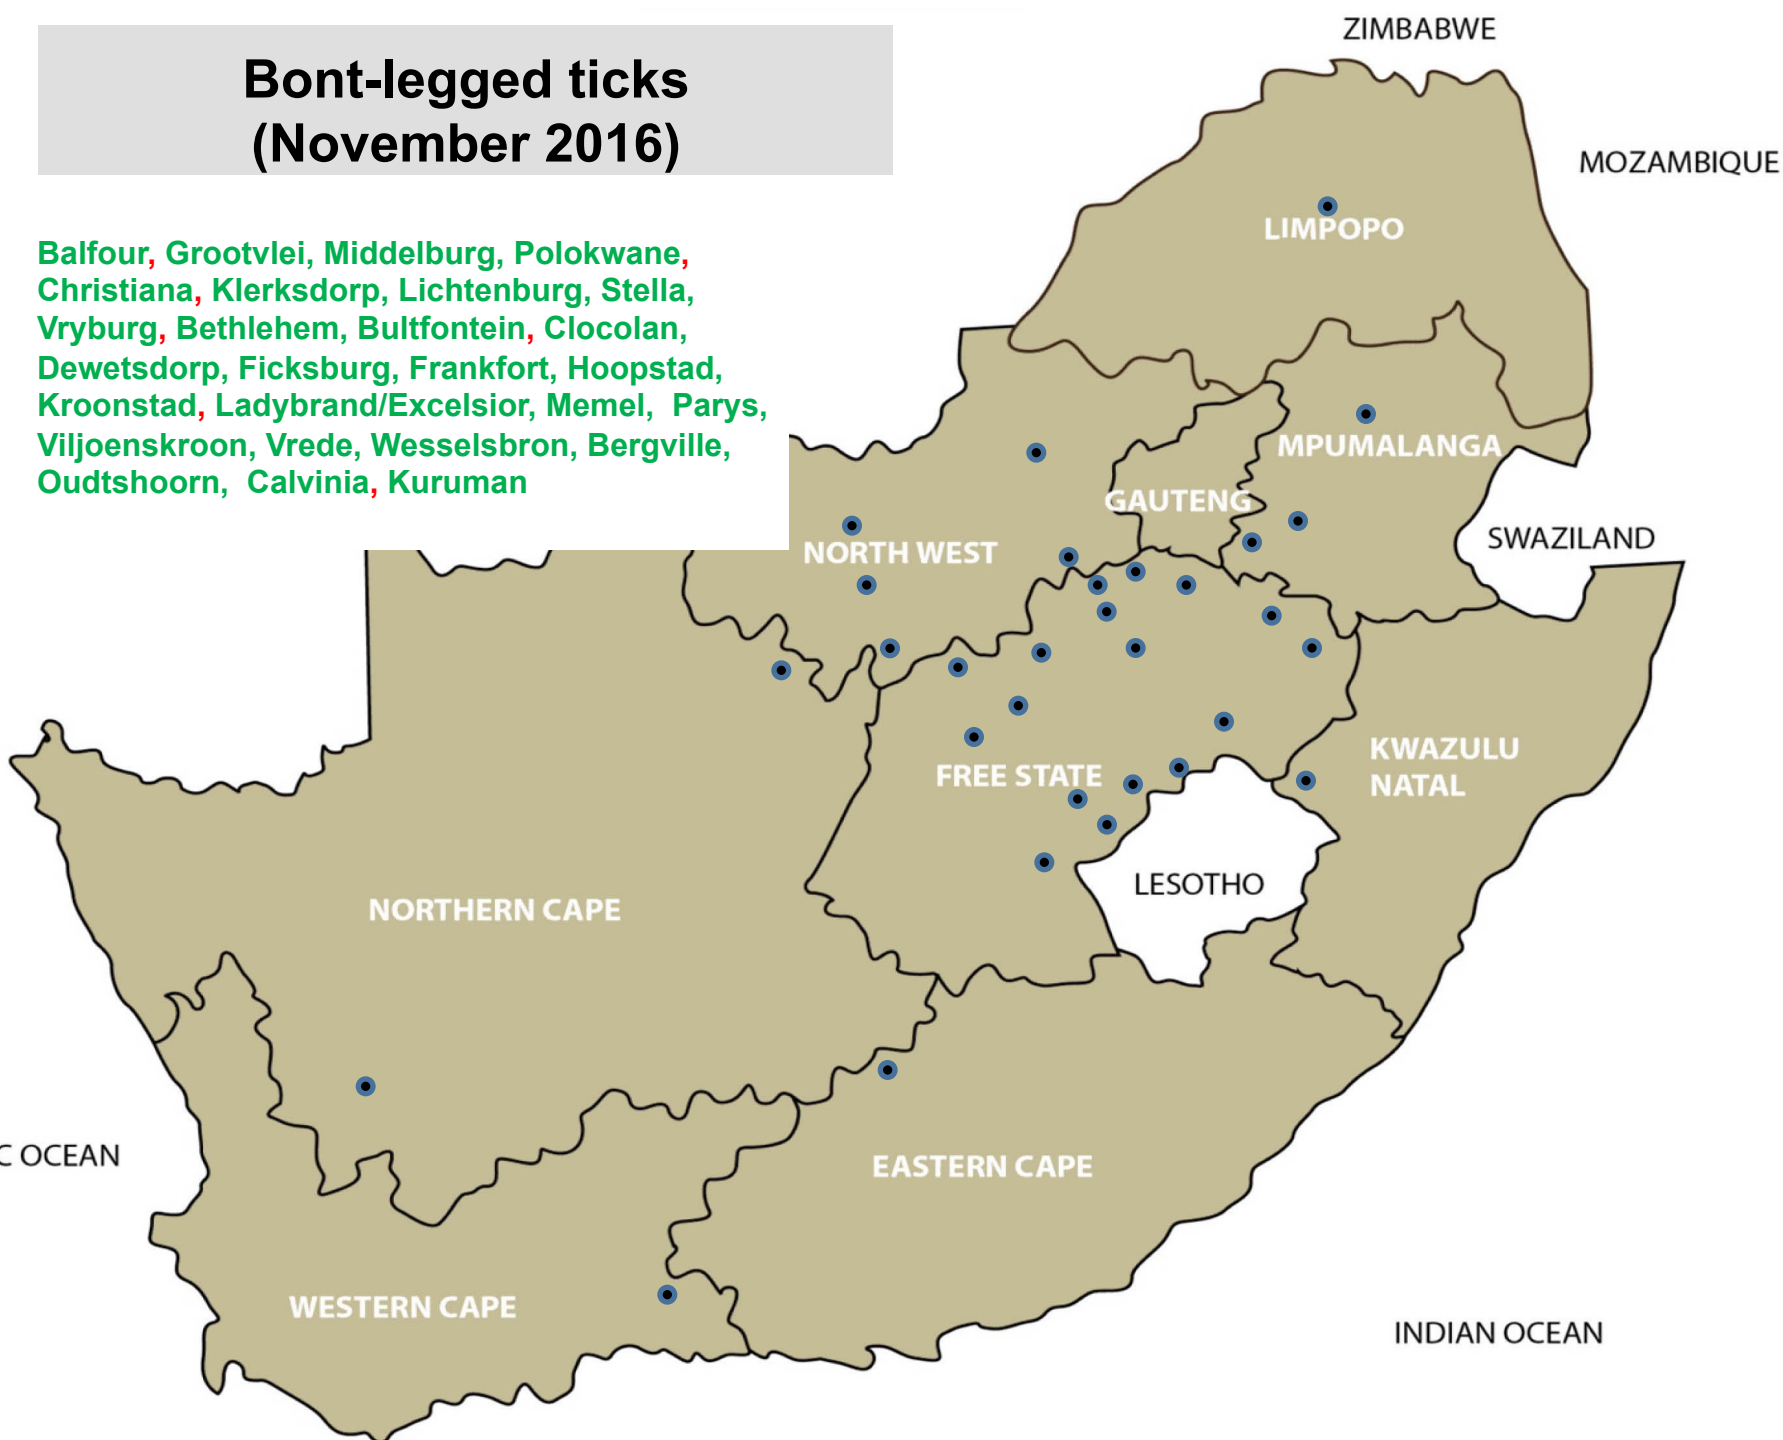 Bont-legged ticks
(November 2016)
Balfour, Grootvlei, Middelburg, Polokwane,
Christiana, Klerksdorp, Lichtenburg, Stella,
Vryburg, Bethlehem, Bultfontein, Clocolan,
Dewetsdorp, Ficksburg, Frankfort, Hoopstad,
Kroonstad, Ladybrand/Excelsior, Memel, Parys,
Viljoenskroon, Vrede, Wesselsbron, Bergville,
Oudtshoorn, Calvinia, Kuruman
ZIMBABWE
MOZAMBIQUE
LIMPOPO
MPUMALANGA
GAUTENG
SWAZILAND
NORTH WEST
KWAZULU
NATAL
FREE STATE
LESOTHO
NORTHERN CAPE
C OCEAN
EASTERN CAPE
WESTERN CAPE
INDIAN OCEAN